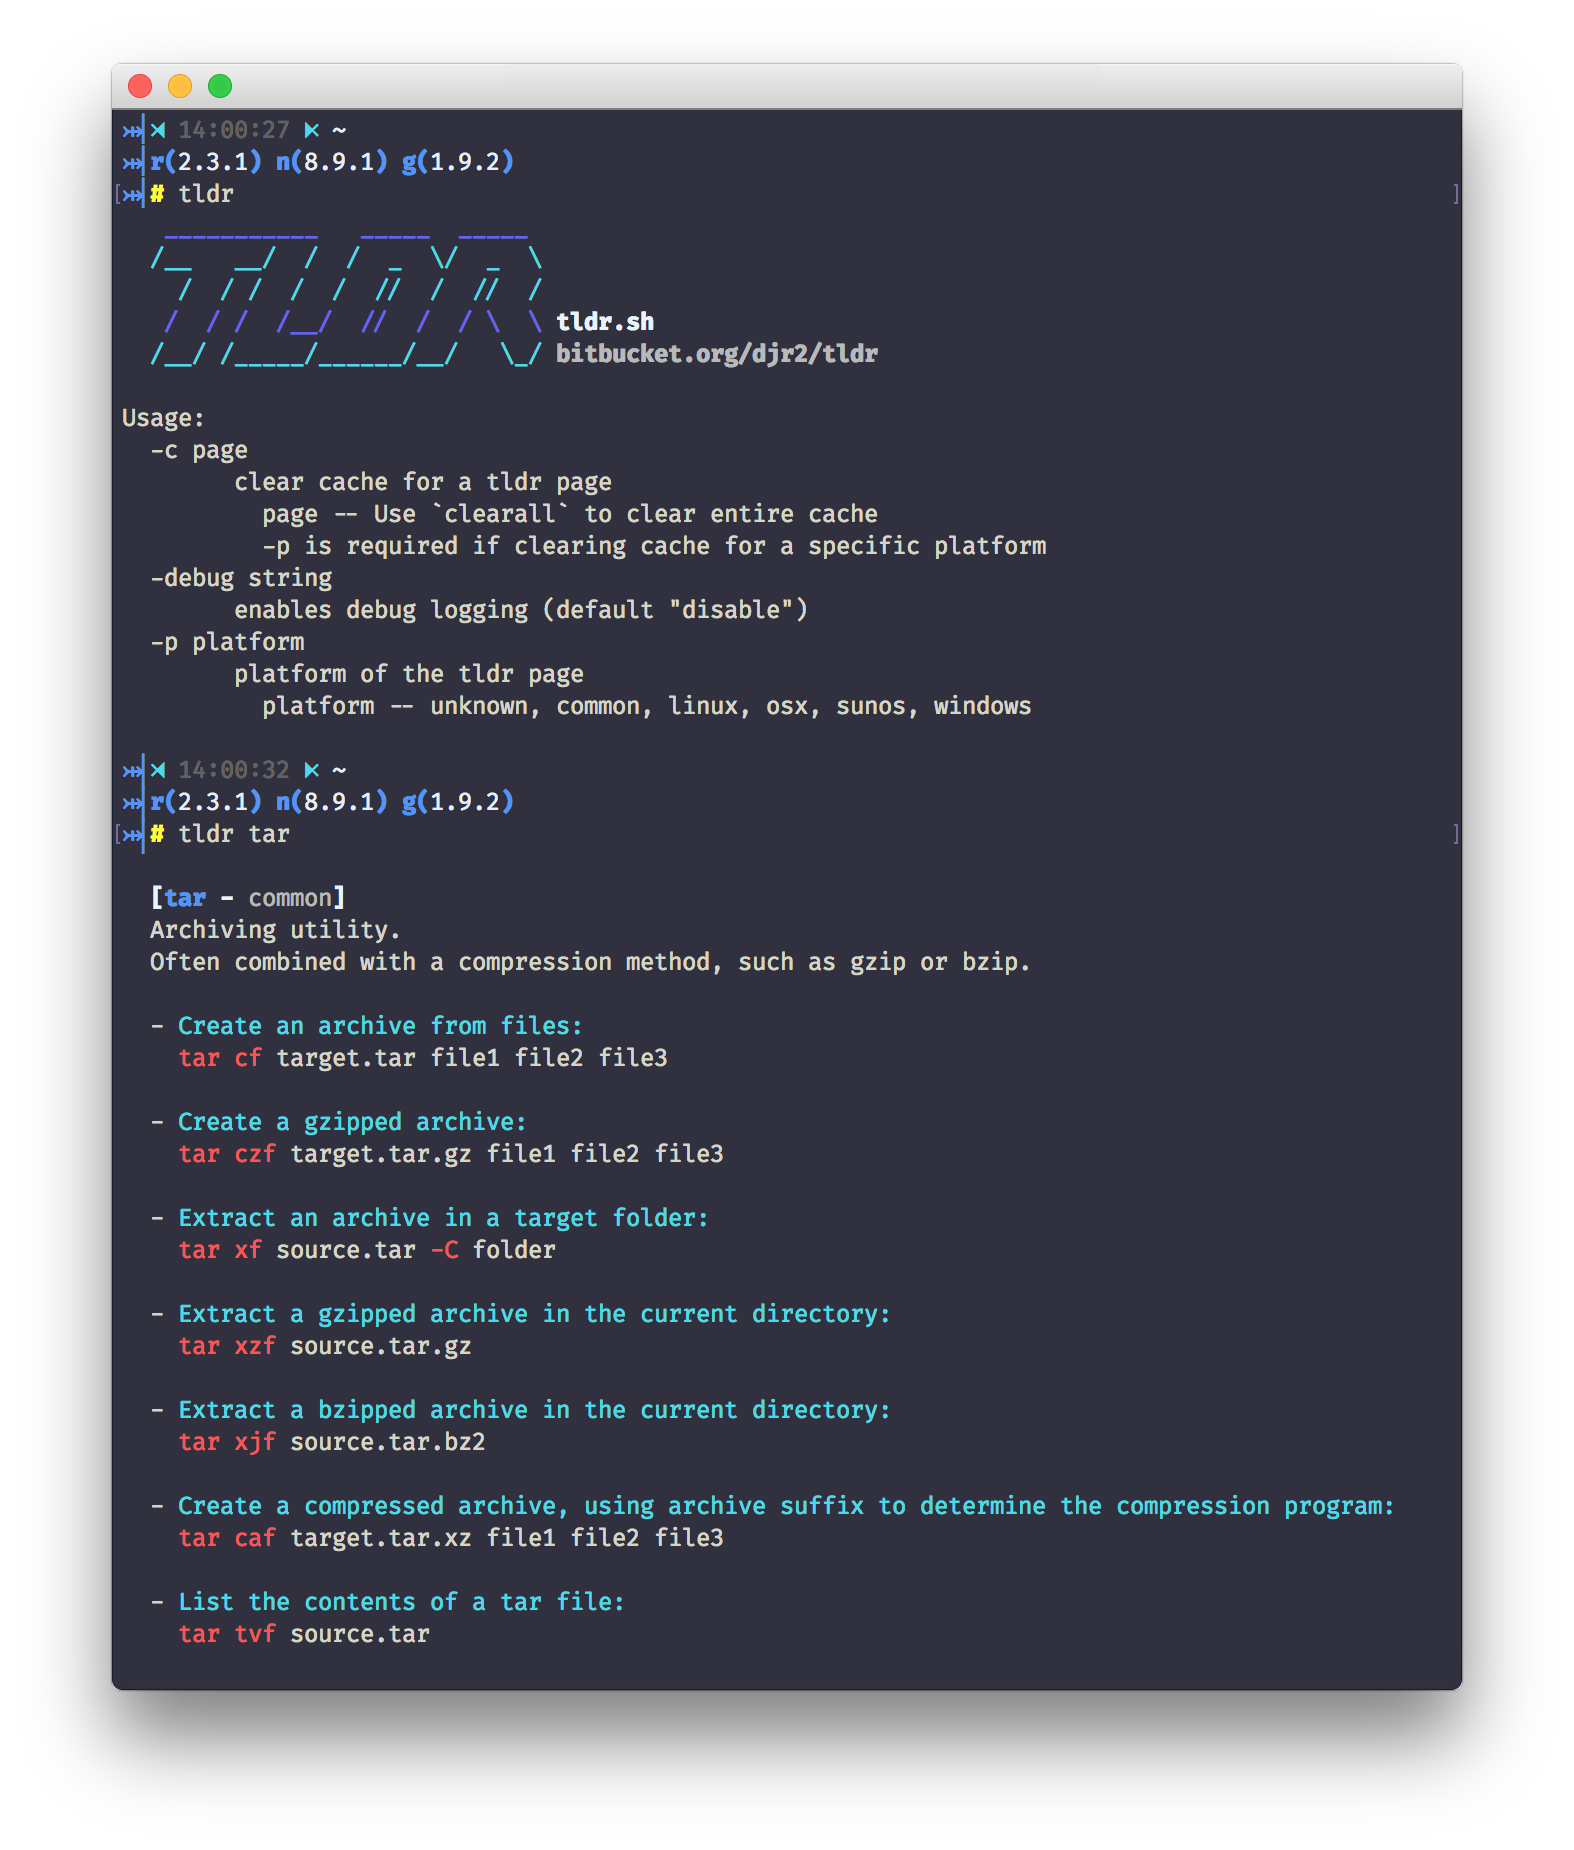 14:00:27 ~
r(2.3.1) n(8.9.1) g(1.9.2)
# tldr
tldr.sh
bitbucket.org/djr2/tldr
Usage:
-c page
clear cache for a tldr page
page -- Use `clearall` to clear entire cache
-p is required if clearing cache for a specific platform
-debug string
enables debug logging (default "disable")
-p platform
platform of the tldr page
platform -- unknown, common, linux, osx, sunos, windows
14:00:32 ~
r(2.3.1) n(8.9.1) g(1.9.2)
# tldr tar
[tar - common]
Archiving utility.
Often combined with a compression method, such as gzip or bzip.
- Create an archive from files:
tar cf target.tar file1 file2 file3
- Create a gzipped archive:
tar czf target.tar.gz file1 file2 file3
- Extract an archive in a target folder:
tar xf source.tar -C folder
- Extract a gzipped archive in the current directory:
tar xzf source.tar.gz
- Extract a bzipped archive in the current directory:
tar xjf source.tar.bz2
- Create a compressed archive, using archive suffix to determine the compression program:
tar caf target.tar.xz file1 file2 file3
- List the contents of a tar file:
tar tvf source.tar